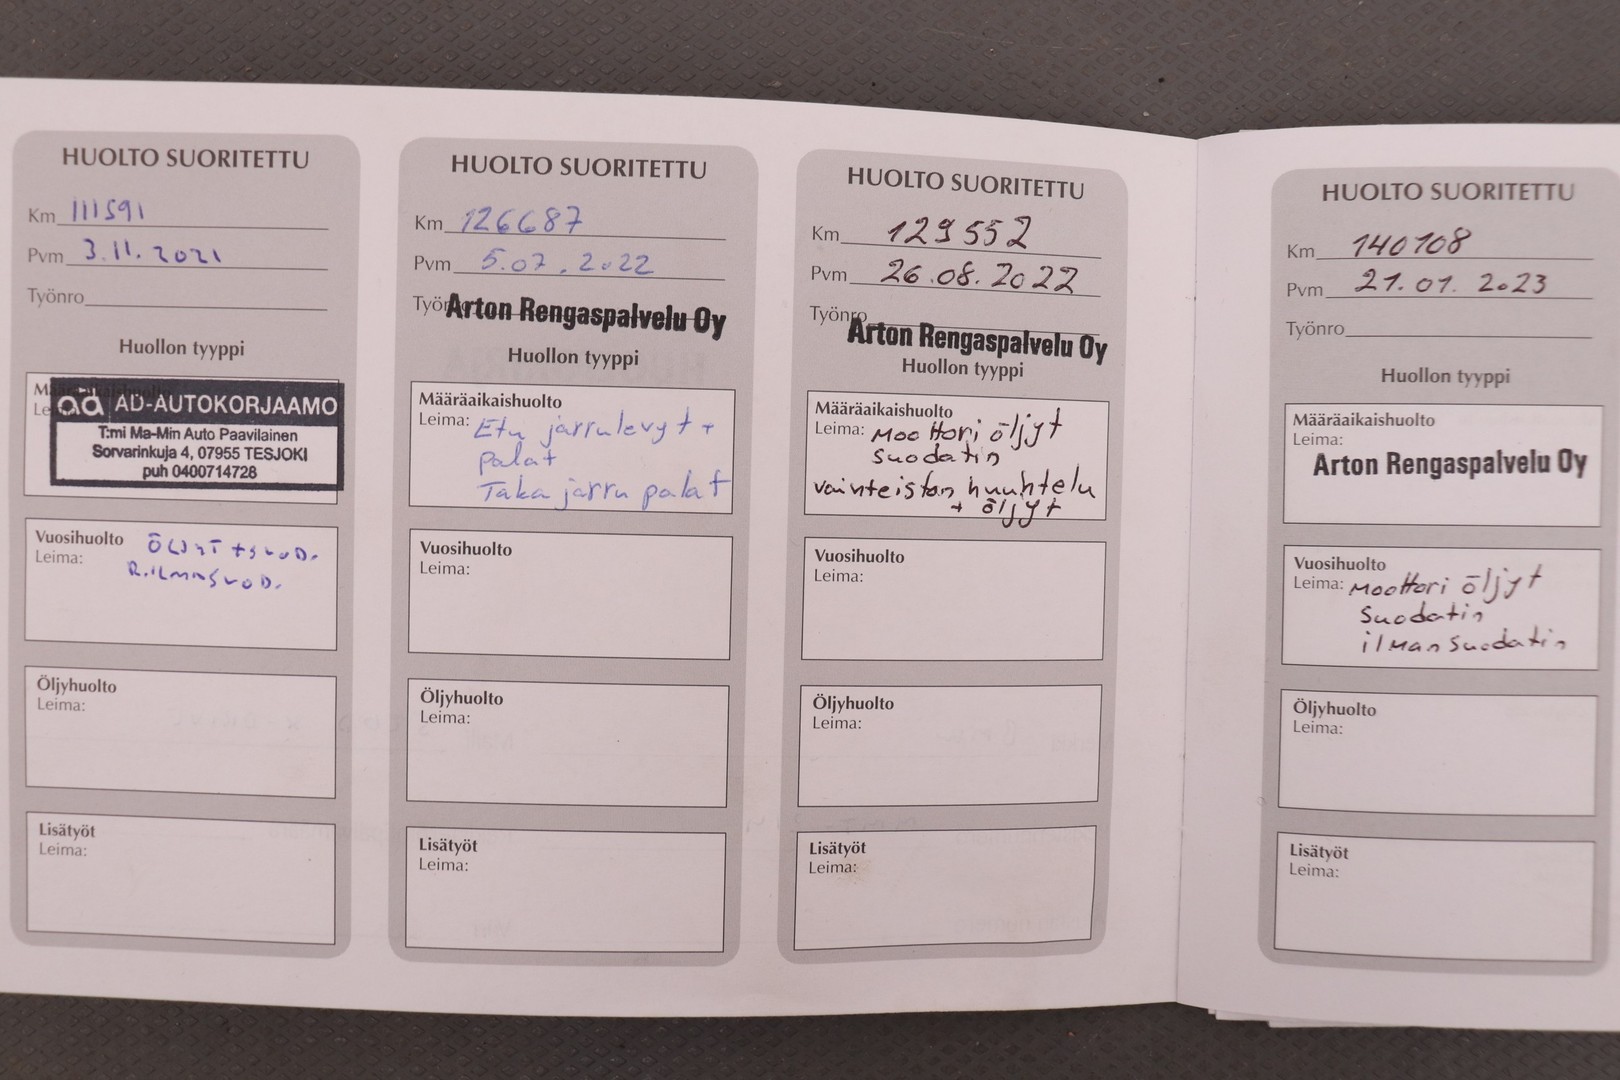 HUOLTO SUORITETTU
Km 111591
Pvm 3.11.2021
Työnro
Huollon tyyppi
ad AD-AUTOKORJAAMO
T:mi Ma-Min Auto Paavilainen
Sorvarinkuja 4, 07955 TESJOKI
puh 0400714728
Vuosihuolto ÖLJYT+SUOD.
Leima: R.ILMASUOD.
Öljyhuolto
Leima:
Lisätyöt
Leima:
HUOLTO SUORITETTU
Km 126687
Pvm 5.07.2022
Arton Rengaspalvelu Oy
Huollon tyyppi
Määräaikaishuolto
Leima: Etu jarrulevyt +
palat
Taka jarru palat
Vuosihuolto
Leima:
Öljyhuolto
Leima:
Lisätyöt
Leima:
HUOLTO SUORITETTU
Km 129552
Pvm 26.08.2022
Työnro
Arton Rengaspalvelu Oy
Huollon tyyppi
Määräaikaishuolto
Leima: Moottori öljyt
suodatin
vaihteiston huuhtelu
+ öljyt
Vuosihuolto
Leima:
Öljyhuolto
Leima:
Lisätyöt
Leima:
HUOLTO SUORITETTU
Km 140108
Pvm 21.01.2023
Työnro
Huollon tyyppi
Määräaikaishuolto
Leima:
Arton Rengaspalvelu Oy
Vuosihuolto
Leima: Moottori öljyt
suodatin
ilmansuodatin
Öljyhuolto
Leima:
Lisätyöt
Leima: